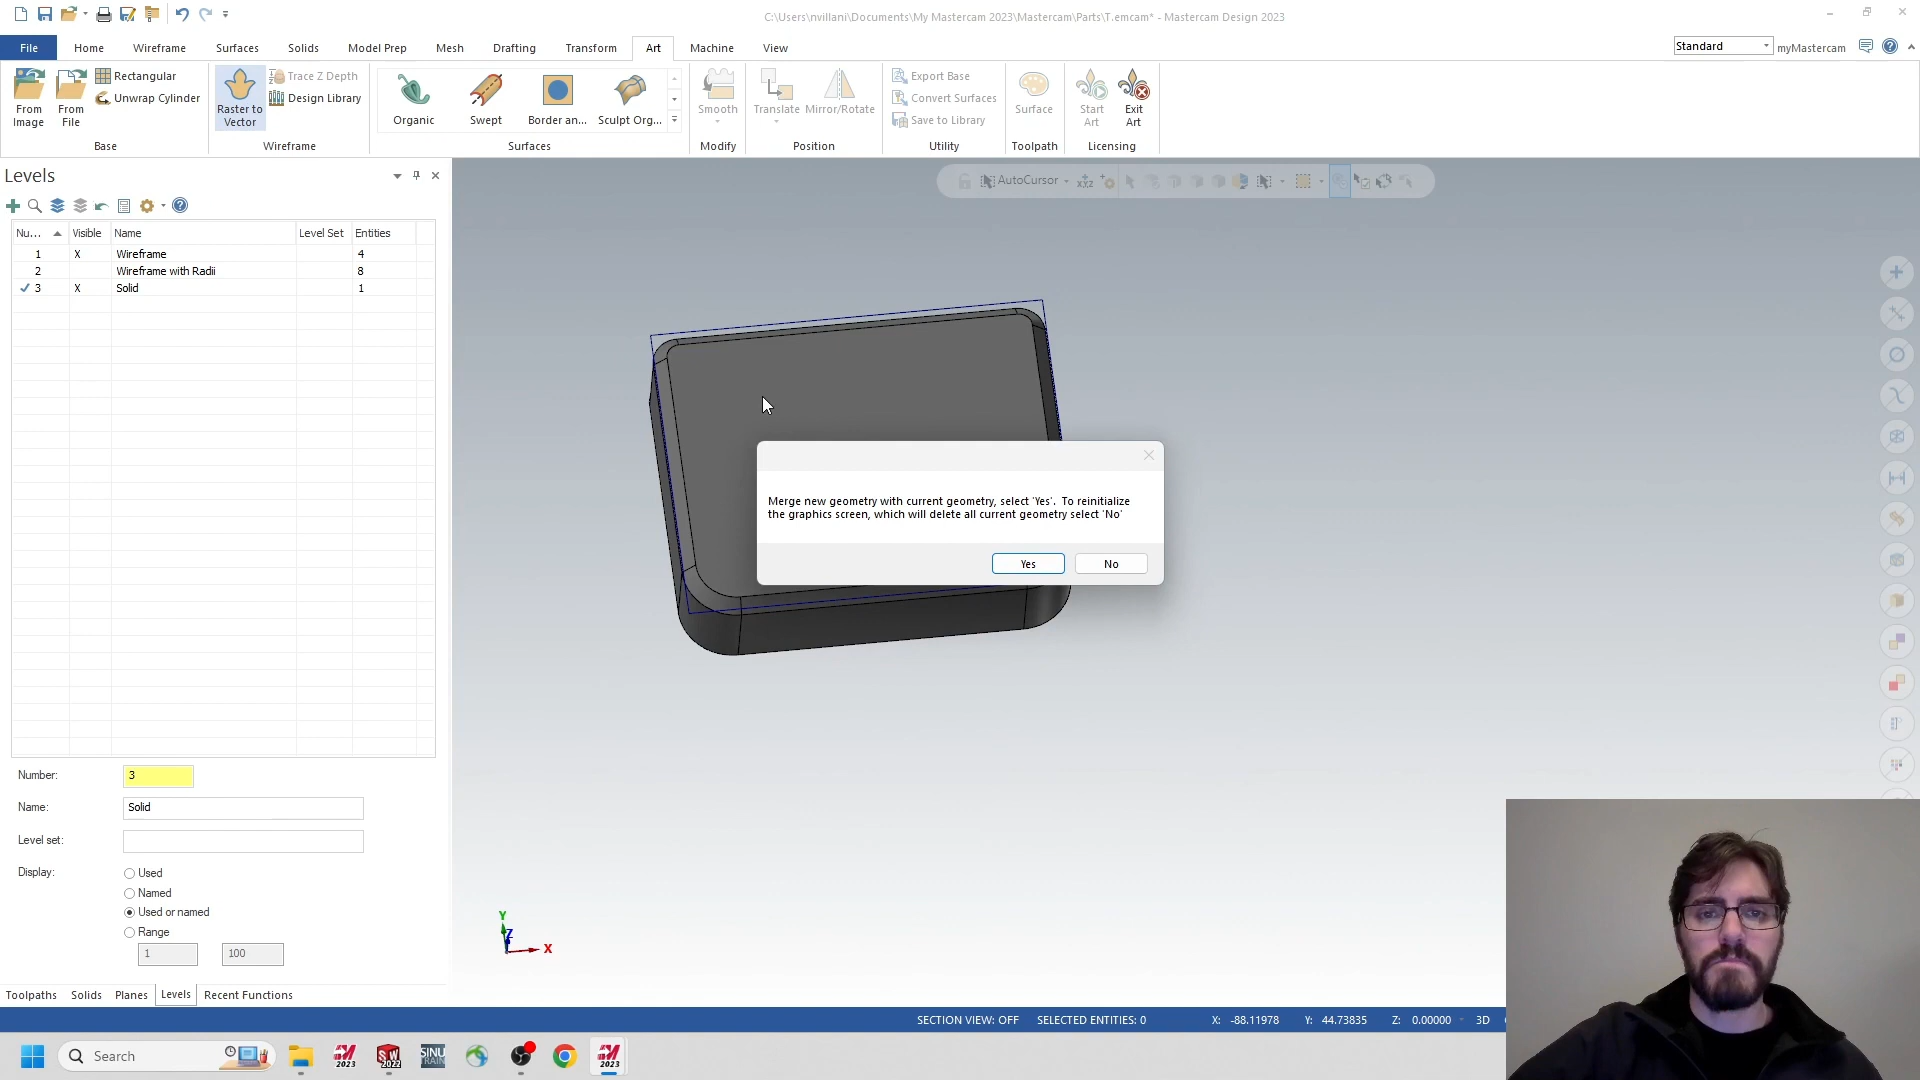 C:\Users\nvillani\Documents\My Mastercam 2023\Mastercam\Parts\T.emcam* - Mastercam Design 2023
File
Home
Wireframe
Surfaces
Solids
Model Prep
Mesh
Drafting
Transform
Art
Machine
View
Standard
myMastercam
From
Image
From
File
Rectangular
Unwrap Cylinder
Base
Raster to
Vector
Trace Z Depth
Design Library
Wireframe
Organic
Swept
Border an...
Sculpt Org...
Surfaces
Smooth
Modify
Translate
Mirror/Rotate
Position
Export Base
Convert Surfaces
Save to Library
Utility
Surface
Toolpath
Start
Art
Exit
Art
Licensing
Levels
AutoCursor
Nu... Visible Name Level Set Entities
1 X Wireframe 4
2 Wireframe with Radii 8
3 X Solid 1
Merge new geometry with current geometry, select 'Yes'. To reinitialize
the graphics screen, which will delete all current geometry select 'No'
Yes
No
Number: 3
Name: Solid
Level set:
Display:
Used
Named
Used or named
Range
1
100
Y
Z
X
Toolpaths
Solids
Planes
Levels
Recent Functions
SECTION VIEW: OFF SELECTED ENTITIES: 0 X: -88.11978 Y: 44.73835 Z: 0.00000 3D
Search
2023
SW
2022
SINU
TRAIN
2023